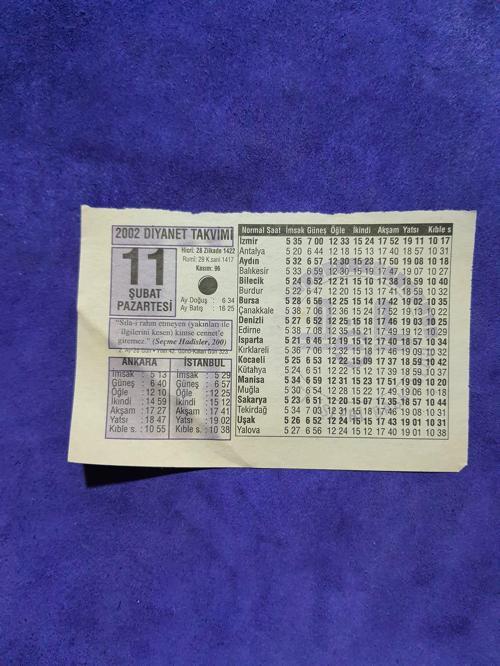 2002 DİYANET TAKVİMİ
11
ŞUBAT
PAZARTESİ
Hicri: 28 Zilkade 1422
Rumî: 29 K.sani 1417
Kasım: 96
Ay Doğuş : 6 34
Ay Batış : 16 25
"Sıla-i rahm etmeyen (yakınları ile
ilgilerini kesen) kimse cennet'e
giremez." (Seçme Hadisler, 200)
2. Ay 28 Gün • Yılın 42. Günü-Kalan Gün 323
ANKARA
İmsak : 5 13
Güneş : 6 40
Öğle : 12 10
İkindi : 14 59
Akşam : 17 27
Yatsı : 18 47
Kıble s. : 10 55
İSTANBUL
İmsak : 5 29
Güneş : 6 57
Öğle : 12 25
İkindi : 15 12
Akşam : 17 41
Yatsı : 19 02
Kıble s. : 10 38
Normal Saat İmsak Güneş Öğle İkindi Akşam Yatsı Kıble s
İzmir 5 35 7 00 12 33 15 24 17 52 19 11 10 17
Antalya 5 20 6 44 12 18 15 13 17 40 18 57 10 31
Aydın 5 32 6 57 12 30 15 23 17 50 19 08 10 18
Balıkesir 5 33 6 59 12 30 15 19 17 47 19 07 10 27
Bilecik 5 24 6 52 12 21 15 10 17 38 18 59 10 40
Burdur 5 22 6 47 12 20 15 13 17 41 18 59 10 32
Bursa 5 28 6 56 12 25 15 14 17 42 19 02 10 35
Çanakkale 5 38 7 06 12 36 15 24 17 52 19 13 10 22
Denizli 5 27 6 52 12 25 15 18 17 46 19 03 10 25
Edirne 5 38 7 08 12 35 15 21 17 49 19 12 10 29
Isparta 5 21 6 46 12 19 15 12 17 40 18 57 10 34
Kırklareli 5 36 7 06 12 32 15 18 17 46 19 09
Kocaeli 5 25 6 53 12 22 15 09 17 37 18 59 10 42
Kütahya 5 24 6 51 12 21 15 12 17 40 18 59 10 35
Manisa 5 34 6 59 12 31 15 23 17 51 19 09 10 20
Muğla 5 30 6 54 12 28 15 22 17 49 19 06 10 18
Sakarya 5 23 6 51 12 20 15 07 17 35 18 57 10 44
Tekirdağ 5 34 7 03 12 31 15 18 17 45 19 08 10 31
Uşak 5 26 6 52 12 24 15 15 17 43 19 01 10 31
Yalova 5 27 6 56 12 24 15 12 17 40 19 01 10 38